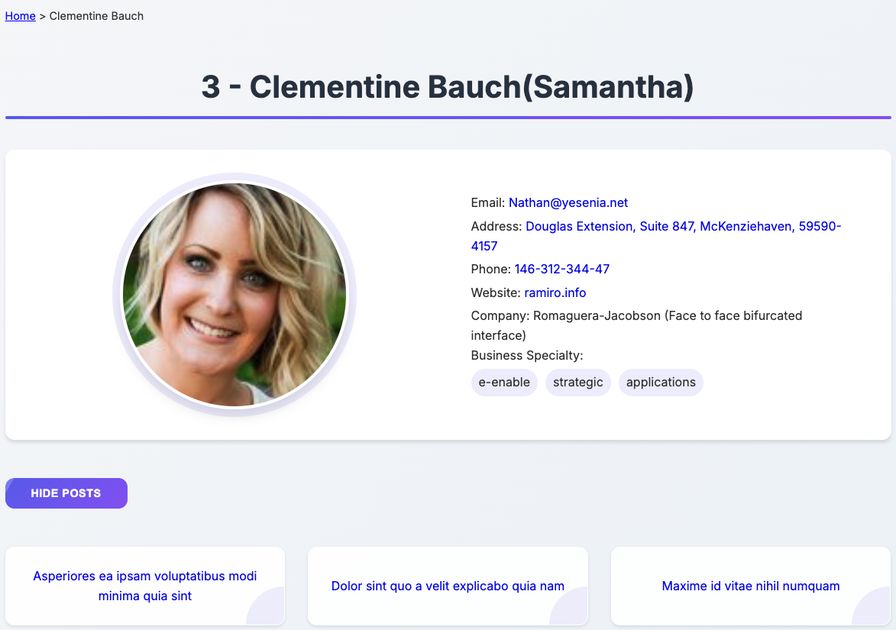 Home > Clementine Bauch
3 - Clementine Bauch(Samantha)
Email: Nathan@yesenia.net
Address: Douglas Extension, Suite 847, McKenziehaven, 59590-
4157
Phone: 146-312-344-47
Website: ramiro.info
Company: Romaguera-Jacobson (Face to face bifurcated
interface)
Business Specialty:
e-enable strategic applications
HIDE POSTS
Asperiores ea ipsam voluptatibus modi
minima quia sint
Dolor sint quo a velit explicabo quia nam
Maxime id vitae nihil numquam